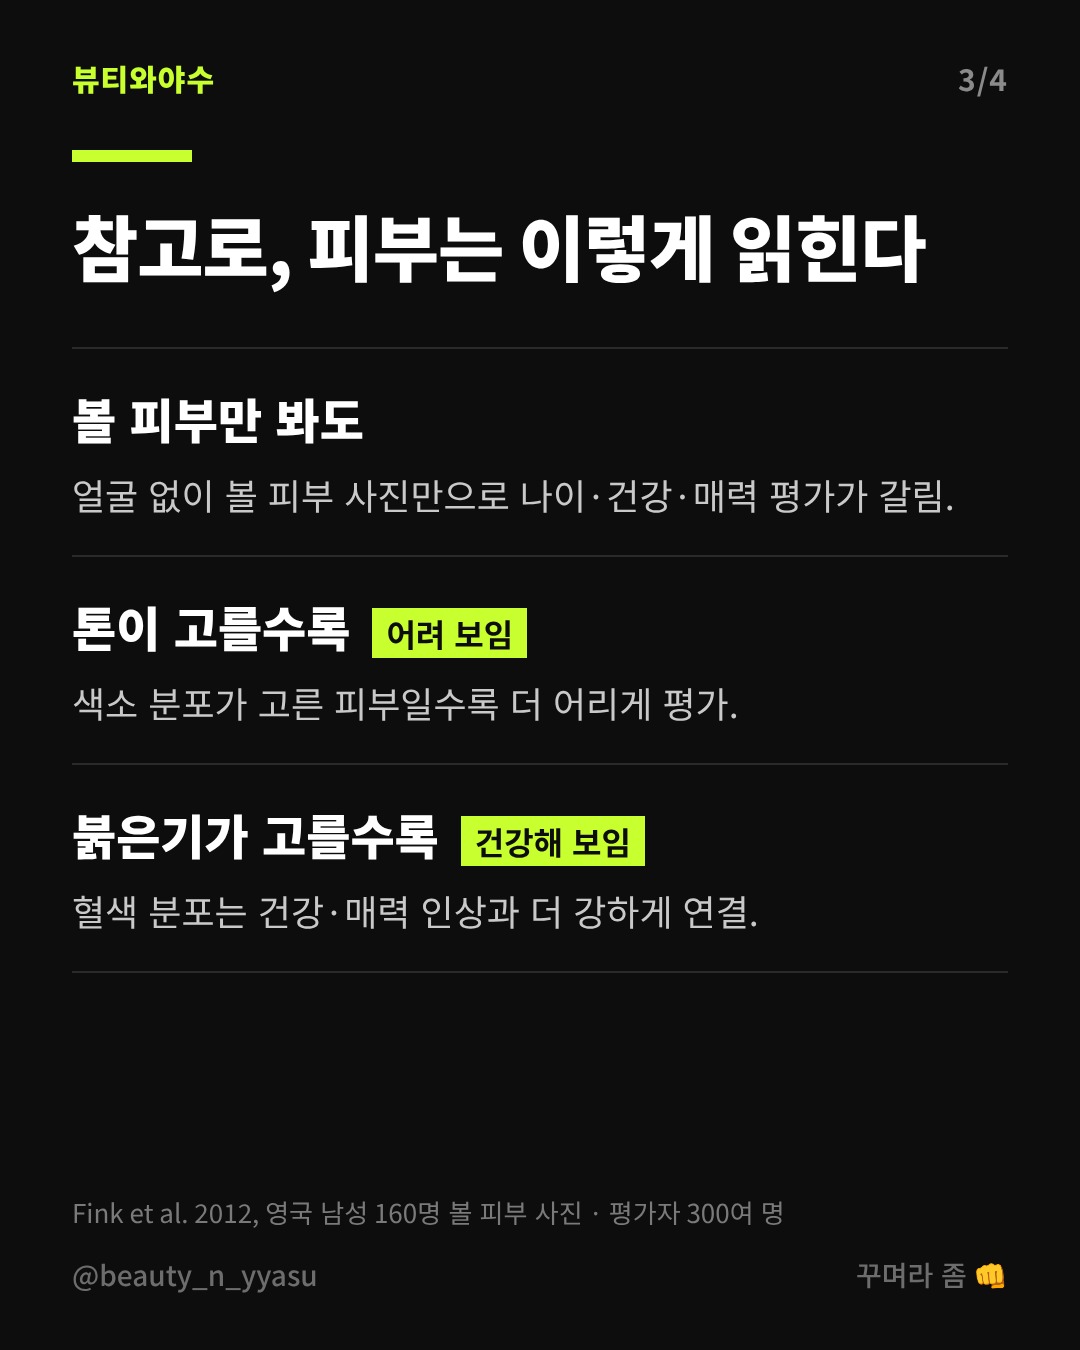 뷰티와야수
3/4
참고로, 피부는 이렇게 읽힌다
볼 피부만 봐도
얼굴 없이 볼 피부 사진만으로 나이·건강·매력 평가가 갈림.
톤이 고를수록 어려 보임
색소 분포가 고른 피부일수록 더 어리게 평가.
붉은기가 고를수록 건강해 보임
혈색 분포는 건강·매력 인상과 더 강하게 연결.
Fink et al. 2012, 영국 남성 160명 볼 피부 사진 · 평가자 300여 명
@beauty_n_yyasu
꾸며라 좀 👊